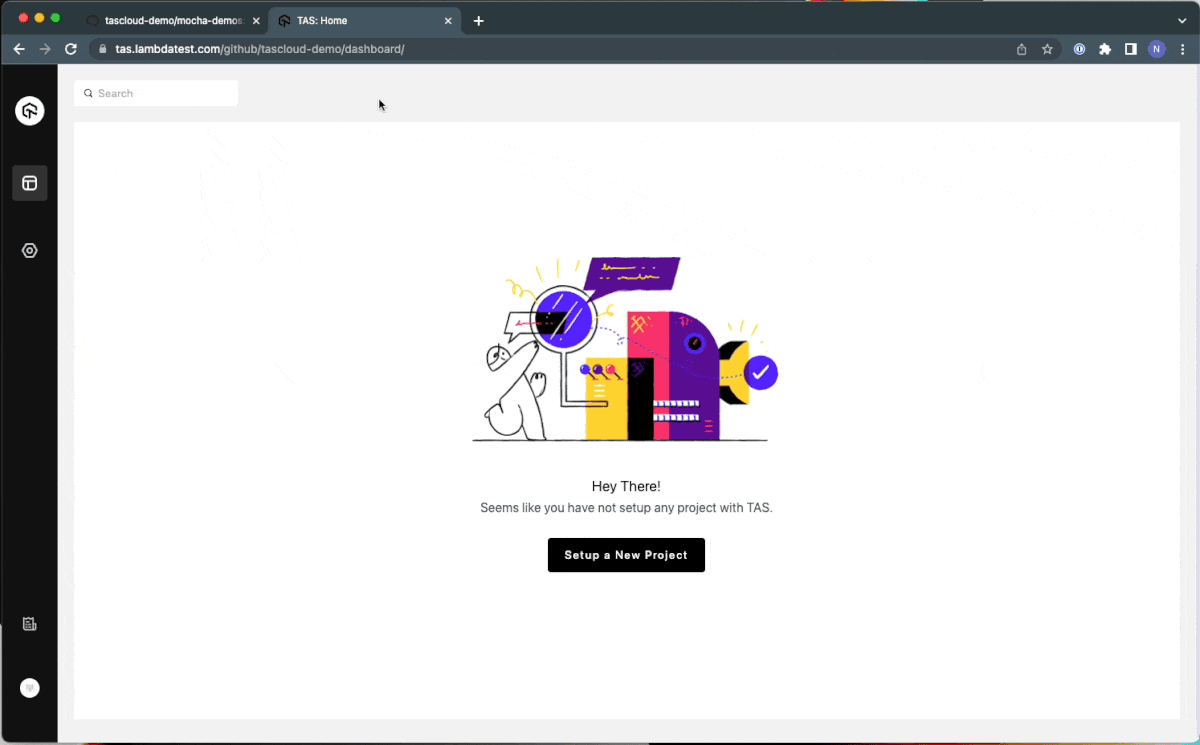 tascloud-demo/mocha-demos
TAS: Home
tas.lambdatest.com/github/tascloud-demo/dashboard/
N
Search
Hey There!
Seems like you have not setup any project with TAS.
Setup a New Project